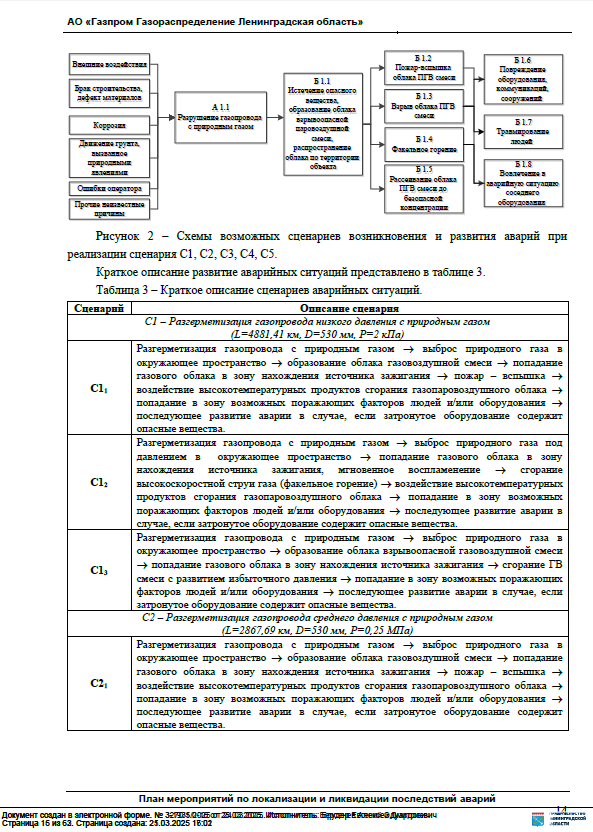 АО «Газпром Газораспределение Ленинградская область»
Внешние воздействия
Брак строительства,
дефект материалов
Коррозия
Движение грунта,
вызванное
природными
явлениями
Ошибки оператора
Прочие неизвестные
причины
А 1.1
Разрушение газопровода
с природным газом
Б 1.1
Истечение опасного
вещества,
образование облака
взрывоопасной
паровоздушной
смеси,
распространение
облака по территории
объекта
Б 1.2
Пожар-вспышка
облака ПГВ смеси
Б 1.3
Взрыв облака ПГВ
смеси
Б 1.4
Факельное горение
Б 1.5
Рассеивание облака
ПГВ смеси до
безопасной
концентрации
Б 1.6
Повреждение
оборудования,
коммуникаций,
сооружений
Б 1.7
Травмирование
людей
Б 1.8
Вовлечение в
аварийную ситуацию
соседнего
оборудования
Рисунок 2 – Схемы возможных сценариев возникновения и развития аварий при
реализации сценария С1, С2, С3, С4, С5.
Краткое описание развитие аварийных ситуаций представлено в таблице 3.
Таблица 3 – Краткое описание сценариев аварийных ситуаций.
Сценарий Описание сценария
С1 – Разгерметизация газопровода низкого давления с природным газом
(L=4881,41 км, D=530 мм, P=2 кПа)
С1₁
Разгерметизация газопровода с природным газом → выброс природного газа в
окружающее пространство → образование облака газовоздушной смеси → попадание
газового облака в зону нахождения источника зажигания → пожар – вспышка →
воздействие высокотемпературных продуктов сгорания газопаровоздушного облака →
попадание в зону возможных поражающих факторов людей и/или оборудования →
последующее развитие аварии в случае, если затронутое оборудование содержит
опасные вещества.
С1₂
Разгерметизация газопровода с природным газом → выброс природного газа под
давлением в окружающее пространство → попадание газового облака в зону
нахождения источника зажигания, мгновенное воспламенение → сгорание
высокоскоростной струи газа (факельное горение) → воздействие высокотемпературных
продуктов сгорания газопаровоздушного облака → попадание в зону возможных
поражающих факторов людей и/или оборудования → последующее развитие аварии в
случае, если затронутое оборудование содержит опасные вещества.
С1₃
Разгерметизация газопровода с природным газом → выброс природного газа в
окружающее пространство → образование облака взрывоопасной газовоздушной смеси
→ попадание газового облака в зону нахождения источника зажигания → сгорание ГВ
смеси с развитием избыточного давления → попадание в зону возможных поражающих
факторов людей и/или оборудования → последующее развитие аварии в случае, если
затронутое оборудование содержит опасные вещества.
С2 – Разгерметизация газопровода среднего давления с природным газом
(L=2867,69 км, D=530 мм, P=0,25 МПа)
С2₁
Разгерметизация газопровода с природным газом → выброс природного газа в
окружающее пространство → образование облака газовоздушной смеси → попадание
газового облака в зону нахождения источника зажигания → пожар – вспышка →
воздействие высокотемпературных продуктов сгорания газопаровоздушного облака →
попадание в зону возможных поражающих факторов людей и/или оборудования →
последующее развитие аварии в случае, если затронутое оборудование содержит
опасные вещества.
План мероприятий по локализации и ликвидации последствий аварий
14
Документ создан в электронной форме. № Исполнитель:
Страница 15 из 53. Страница создана:
ЛЕНИНГРАДСКОЙ
ОБЛАСТИ